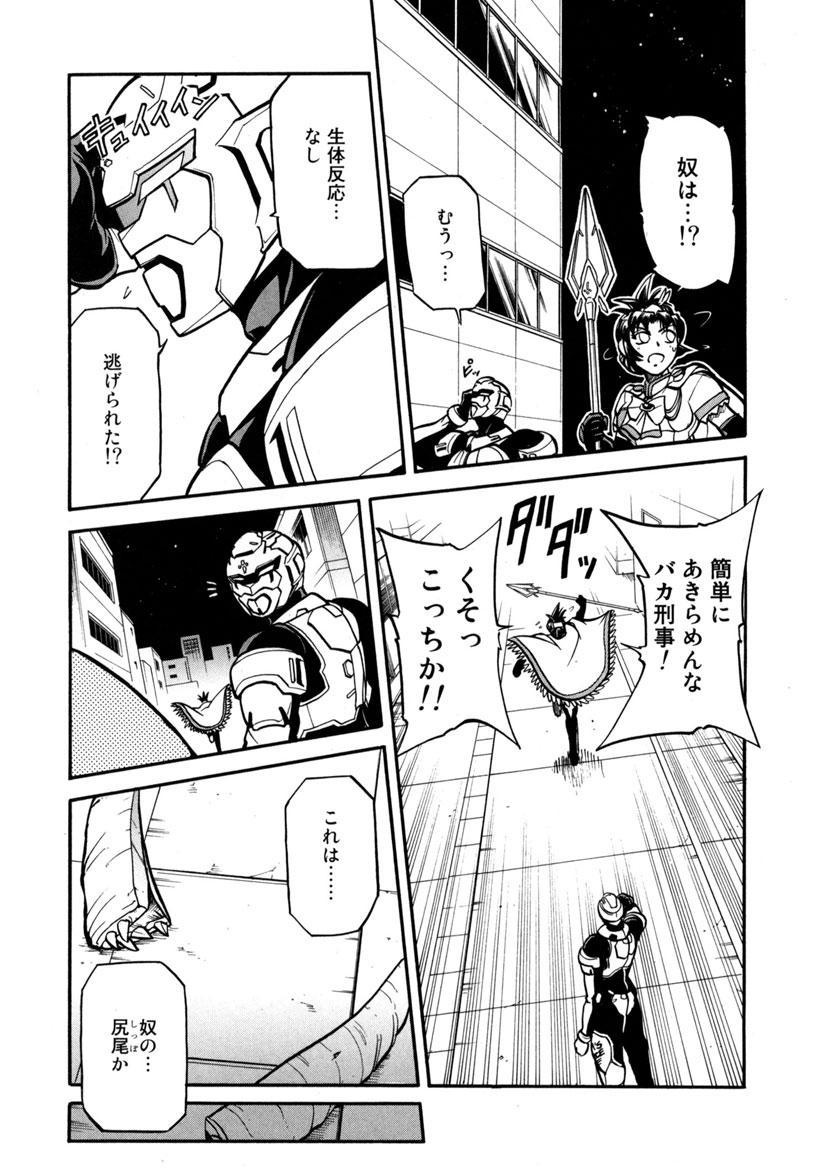 奴は…!?
むうっ…
ピッ
キュイイイン
生体反応…
なし
逃げられた!?
簡単に
あきらめんな
バカ刑事！
ダダッ
くそっ
こっちか!!
これは……
奴の…
尻尾か
しっぽ